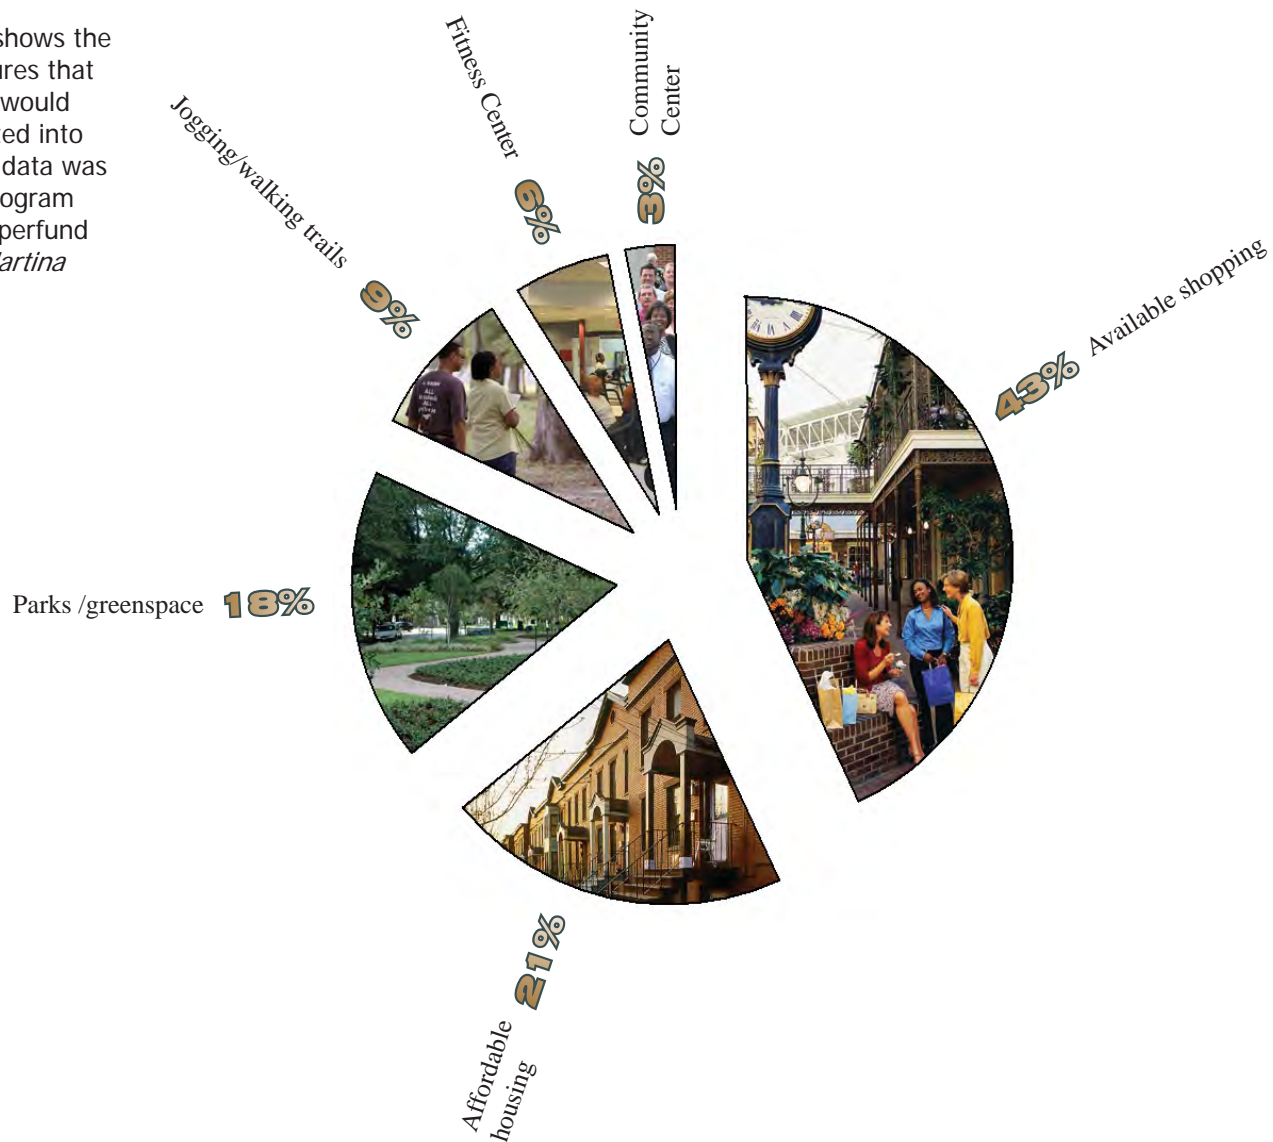 shows the
ures that
would
ed into
data was
ogram
perfund
artina
Fitness Center
6%
Community
Center
3%
Jogging/walking trails
9%
43% Available shopping
Parks /greenspace 18%
21%
Affordable
housing